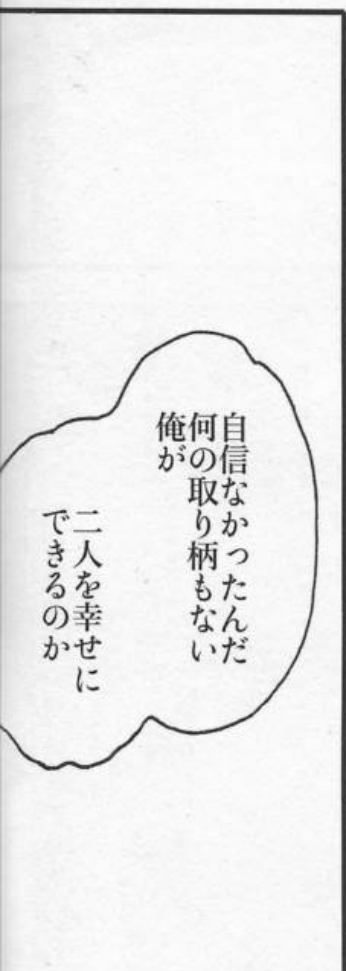 自信なかったんだ
何の取り柄もない
俺が
二人を幸せに
できるのか